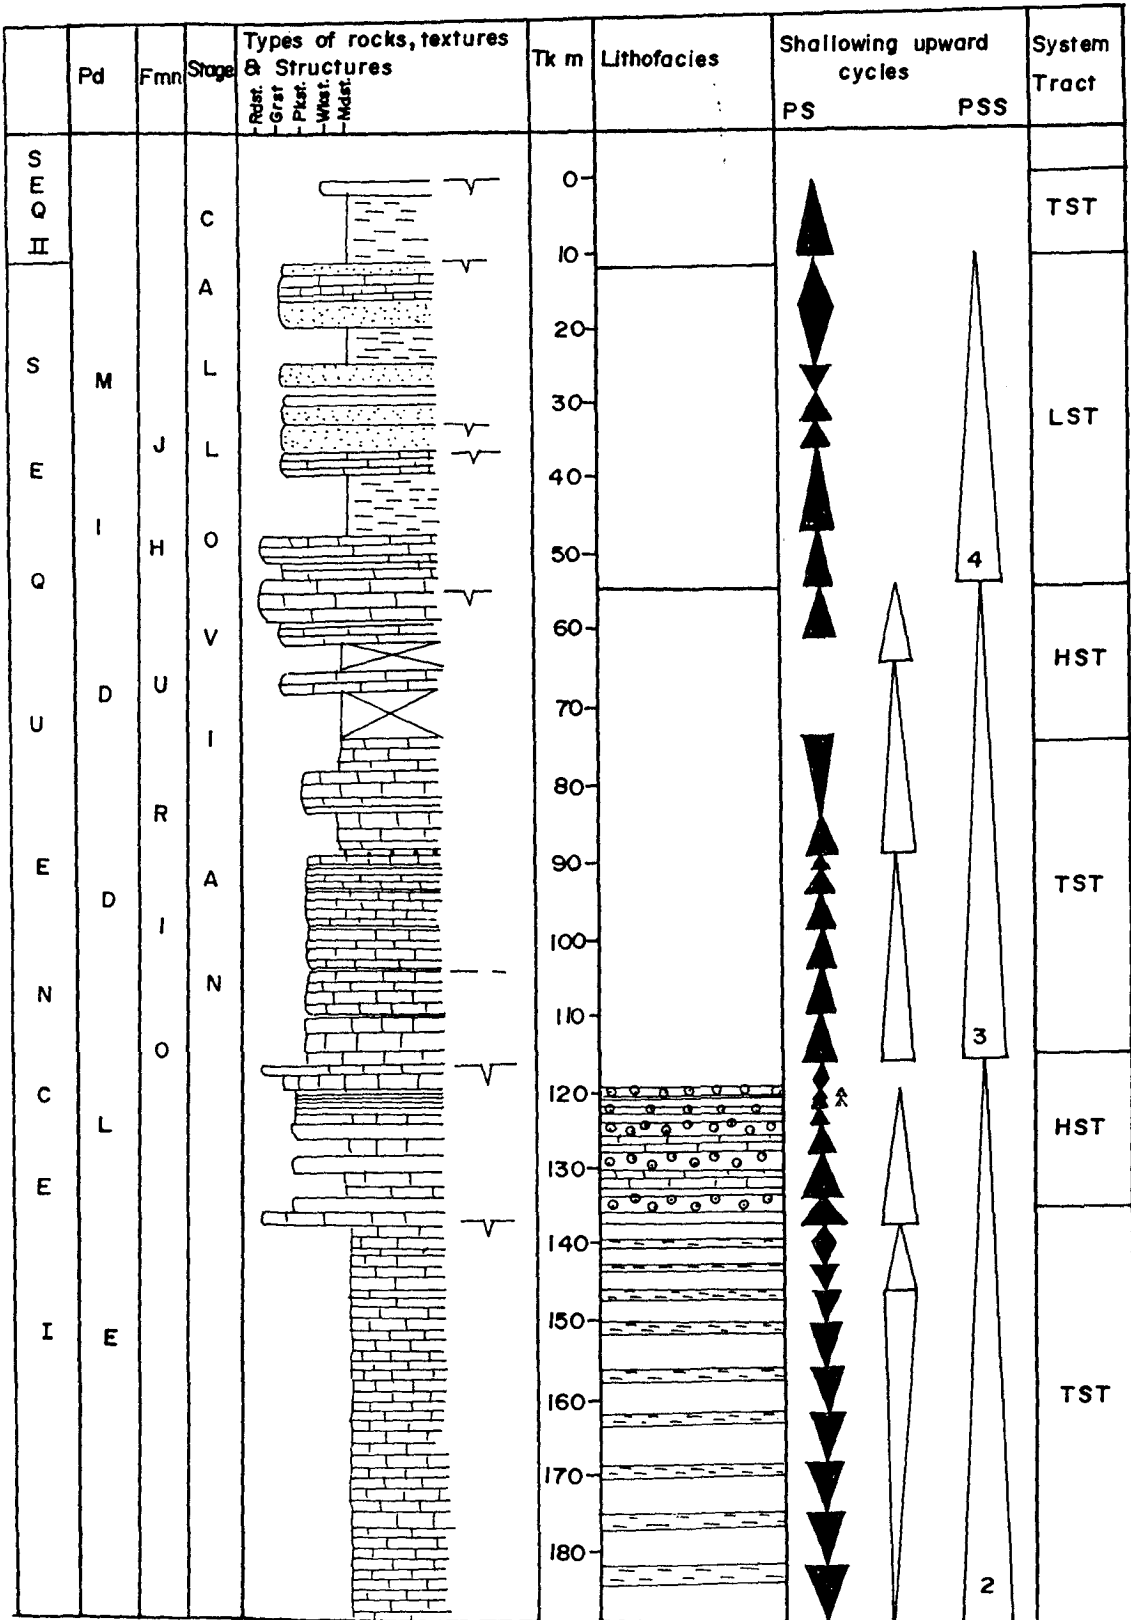 Pd
Fmn
Stage
Types of rocks, textures
& Structures
Rdst.
Grst
Pkst.
Wkst.
Mdst.
Tk m
Lithofacies
Shallowing upward
cycles
PS
PSS
System
Tract
S
E
Q
II
S
E
Q
U
E
N
C
E
I
M
I
D
D
L
E
J
H
U
R
I
O
C
A
L
L
O
V
I
A
N
0
10
20
30
40
50
60
70
80
90
100
110
120
130
140
150
160
170
180
4
3
2
TST
LST
HST
TST
HST
TST